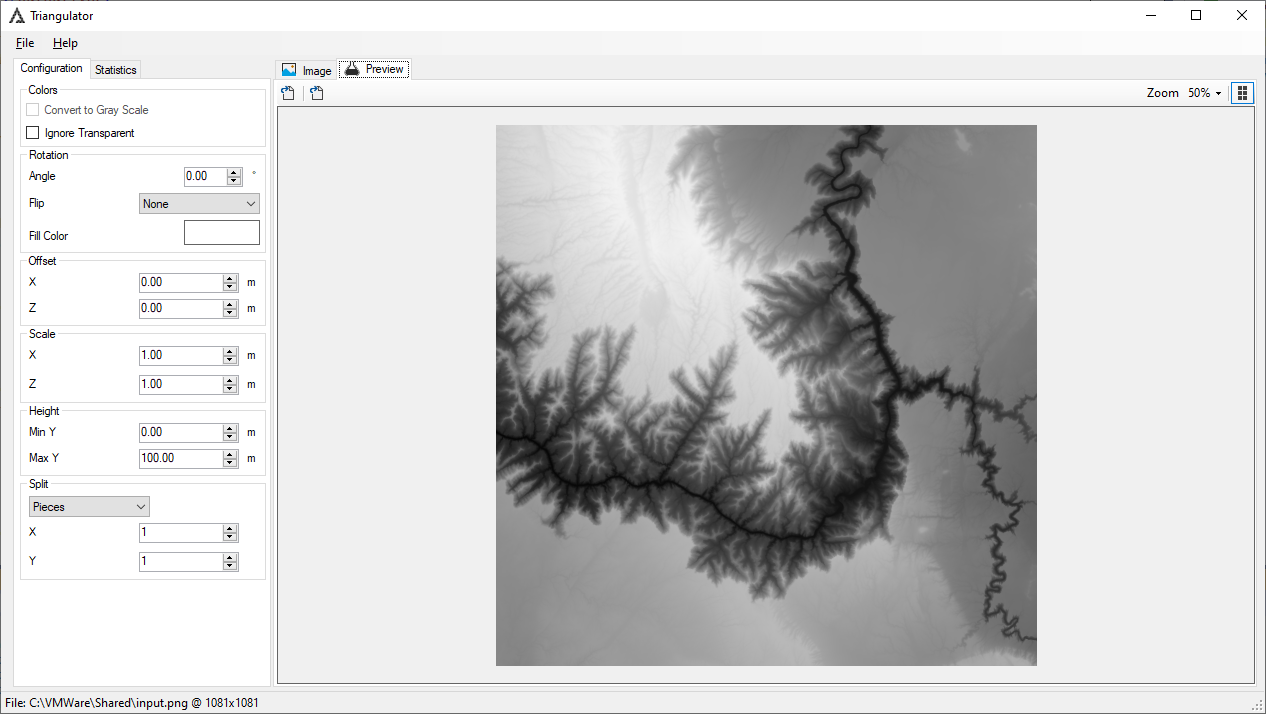 Triangulator
File Help
Configuration Statistics
Image Preview
Zoom 50%
Colors
Convert to Gray Scale
Ignore Transparent
Rotation
Angle 0.00 °
Flip None
Fill Color
Offset
X 0.00 m
Z 0.00 m
Scale
X 1.00 m
Z 1.00 m
Height
Min Y 0.00 m
Max Y 100.00 m
Split
Pieces
X 1
Y 1
File: C:\VMWare\Shared\input.png @ 1081x1081